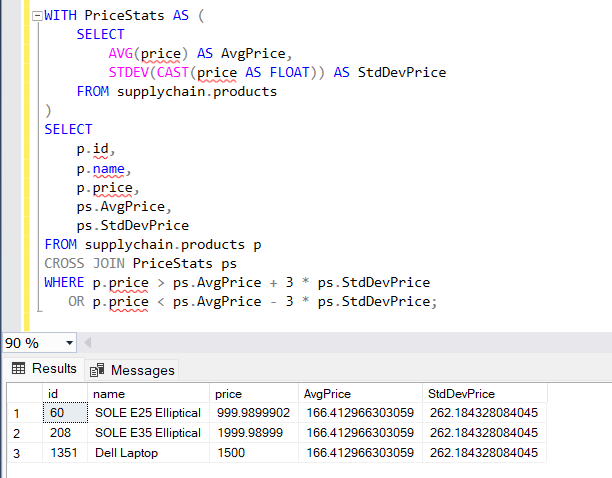 WITH PriceStats AS (
    SELECT
        AVG(price) AS AvgPrice,
        STDEV(CAST(price AS FLOAT)) AS StdDevPrice
    FROM supplychain.products
)
SELECT
    p.id,
    p.name,
    p.price,
    ps.AvgPrice,
    ps.StdDevPrice
FROM supplychain.products p
CROSS JOIN PriceStats ps
WHERE p.price > ps.AvgPrice + 3 * ps.StdDevPrice
   OR p.price < ps.AvgPrice - 3 * ps.StdDevPrice;
90 %
Results Messages
id name price AvgPrice StdDevPrice
1 60 SOLE E25 Elliptical 999.9899902 166.412966303059 262.184328084045
2 208 SOLE E35 Elliptical 1999.98999 166.412966303059 262.184328084045
3 1351 Dell Laptop 1500 166.412966303059 262.184328084045